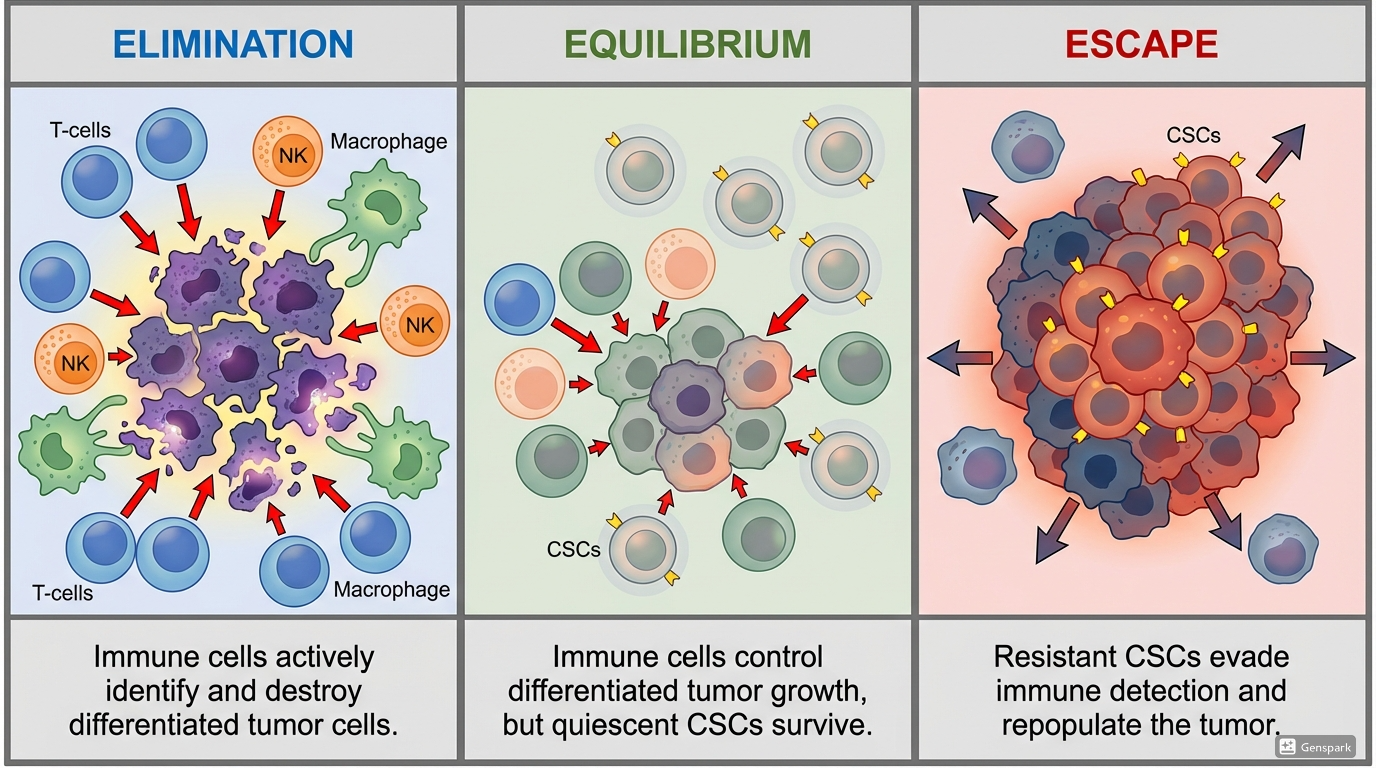 ELIMINATION
EQUILIBRIUM
ESCAPE
T-cells
NK
Macrophage
NK
NK
T-cells
Macrophage
CSCs
CSCs
Immune cells actively
identify and destroy
differentiated tumor cells.
Immune cells control
differentiated tumor growth,
but quiescent CSCs survive.
Resistant CSCs evade
immune detection and
repopulate the tumor.
Genspark